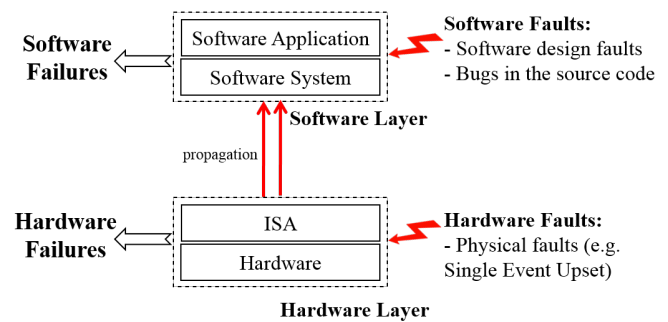 Software
Failures
Software Application
Software System
Software Faults:
- Software design faults
- Bugs in the source code
Software Layer
propagation
Hardware
Failures
ISA
Hardware
Hardware Faults:
- Physical faults (e.g.
Single Event Upset)
Hardware Layer